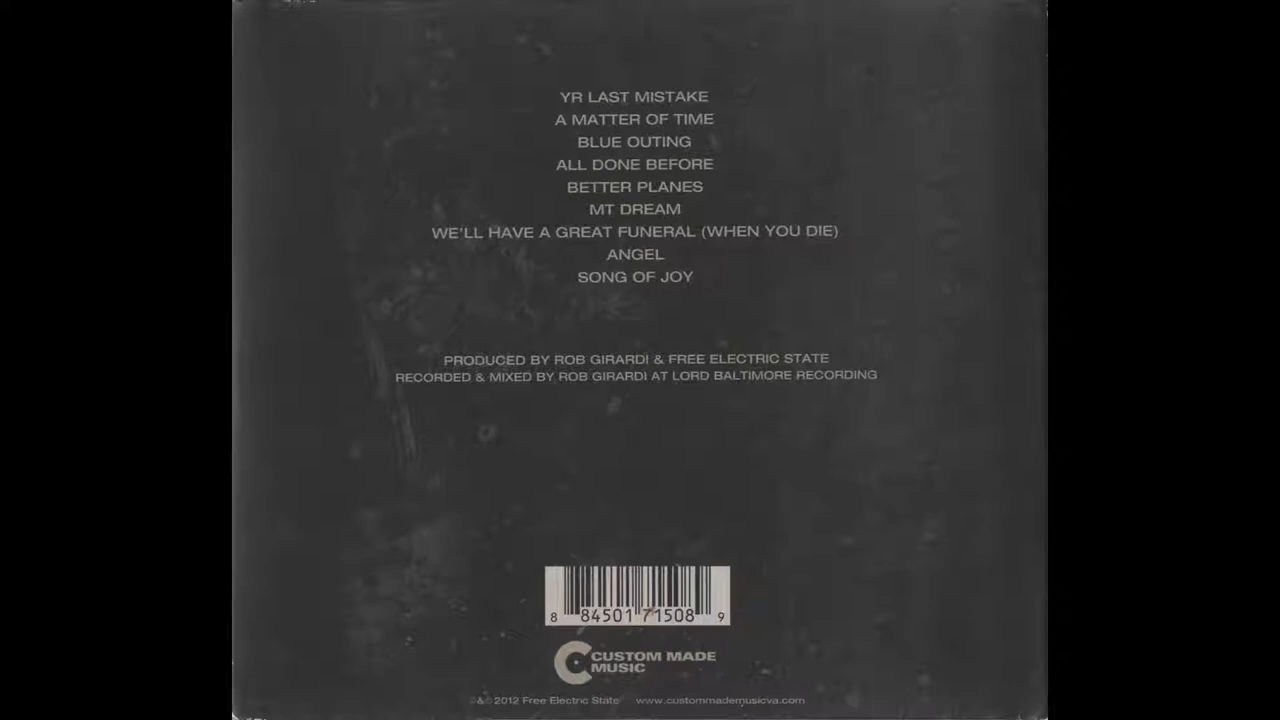 YR LAST MISTAKE
A MATTER OF TIME
BLUE OUTING
ALL DONE BEFORE
BETTER PLANES
MT DREAM
WE'LL HAVE A GREAT FUNERAL (WHEN YOU DIE)
ANGEL
SONG OF JOY
PRODUCED BY ROB GIRARDI & FREE ELECTRIC STATE
RECORDED & MIXED BY ROB GIRARDI AT LORD BALTIMORE RECORDING
8 84501 71508 9
CUSTOM MADE
MUSIC
℗&© 2012 Free Electric State www.custommademusicva.com